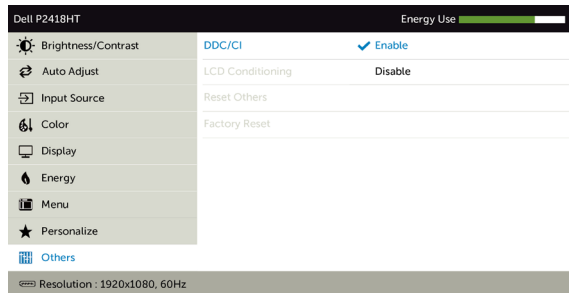 Dell P2418HT
Energy Use
Brightness/Contrast
Auto Adjust
Input Source
Color
Display
Energy
Menu
Personalize
Others
DDC/CI
LCD Conditioning
Reset Others
Factory Reset
Enable
Disable
Resolution : 1920x1080, 60Hz